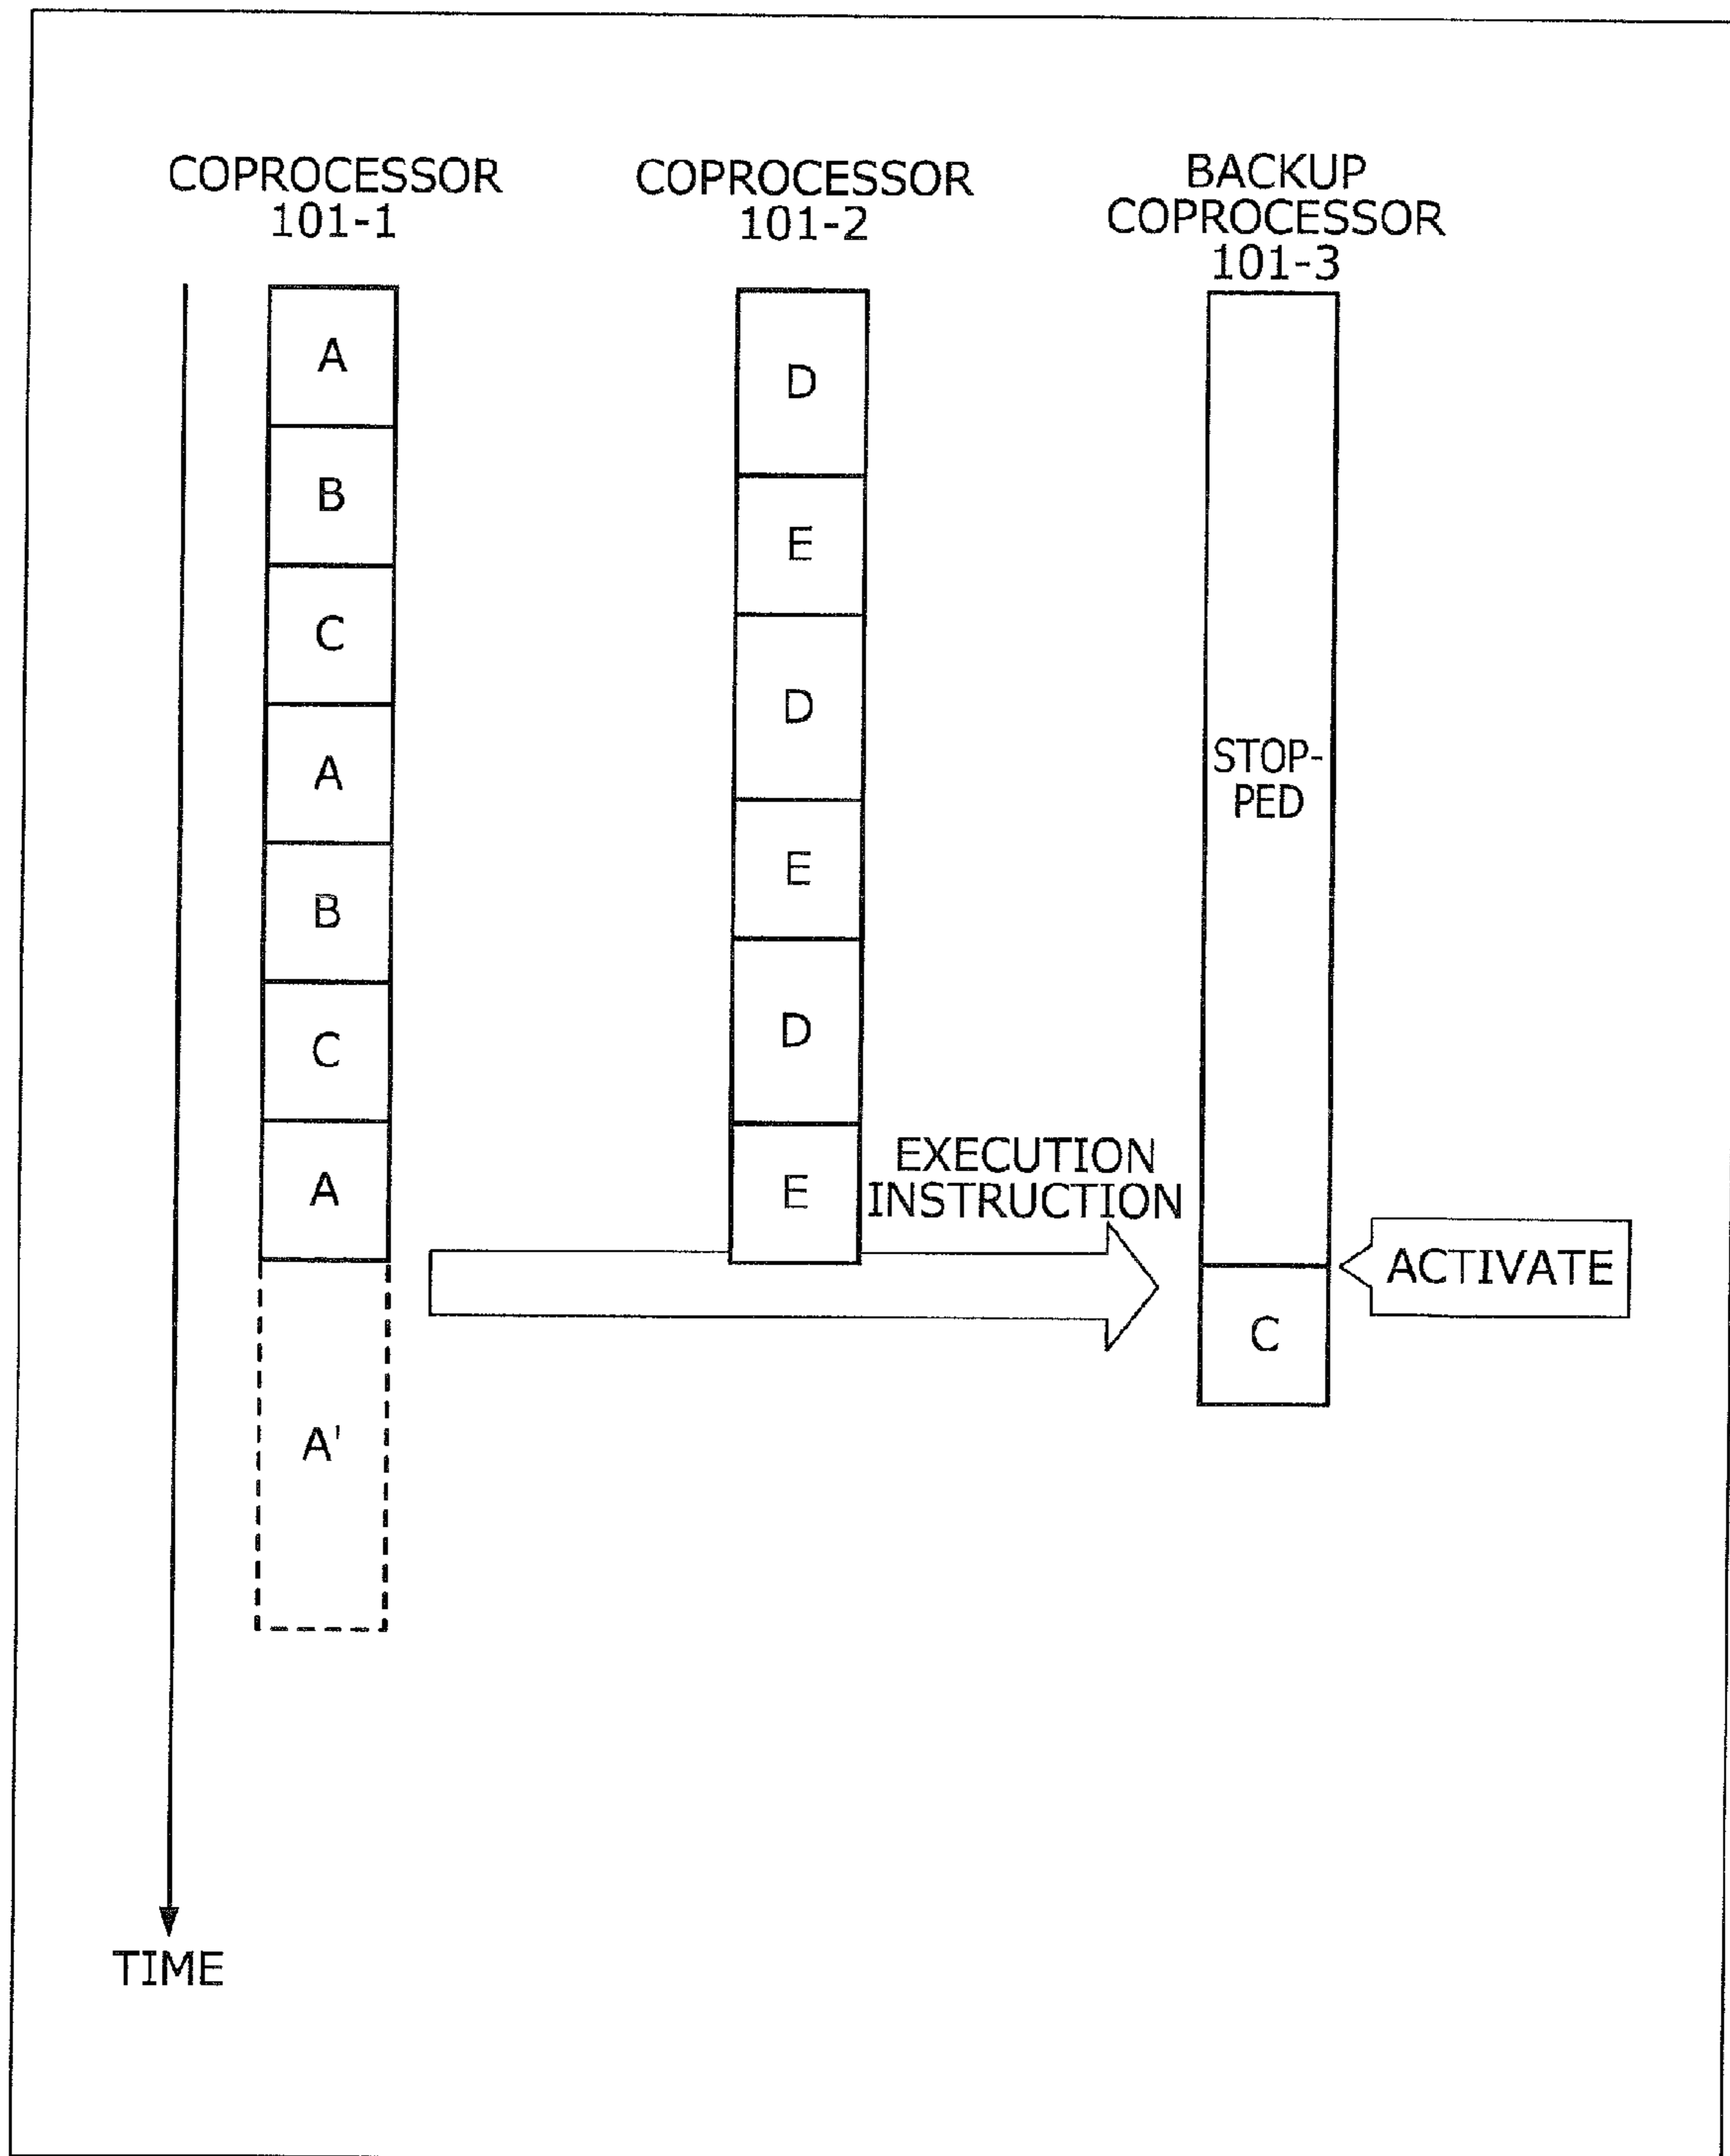 COPROCESSOR
101-1
COPROCESSOR
101-2
BACKUP
COPROCESSOR
101-3
A
B
C
A
B
C
A
A'
D
E
D
E
D
E
EXECUTION
INSTRUCTION
STOP-
PED
C
ACTIVATE
TIME